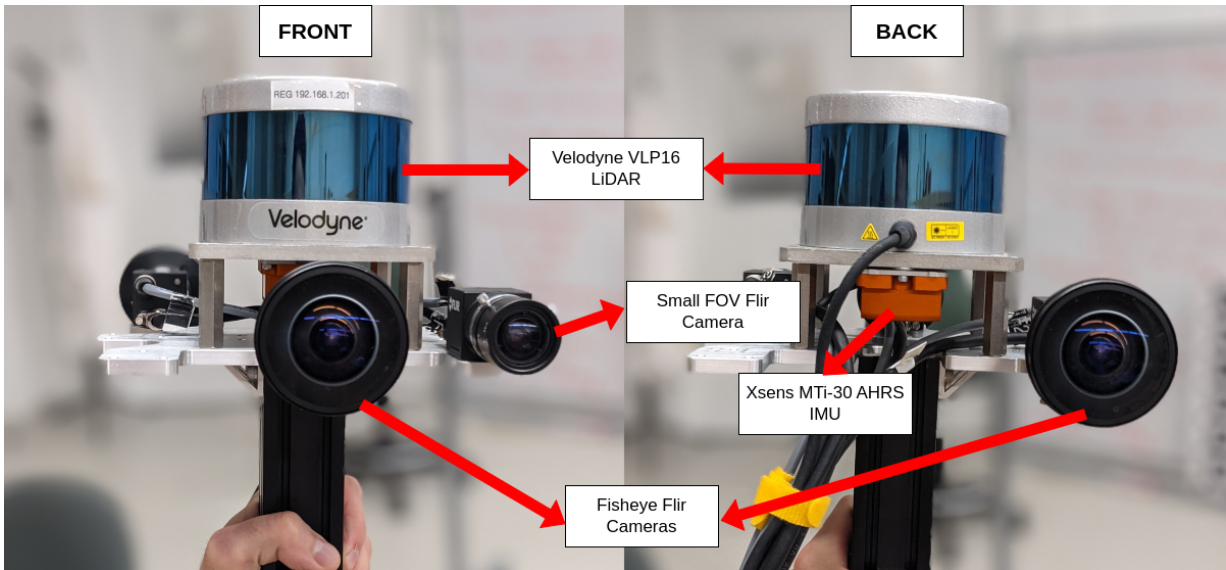 FRONT
BACK
REG 192.168.1.201
Velodyne
Velodyne VLP16
LiDAR
FLIR
Small FOV Flir
Camera
Xsens MTi-30 AHRS
IMU
Fisheye Flir
Cameras